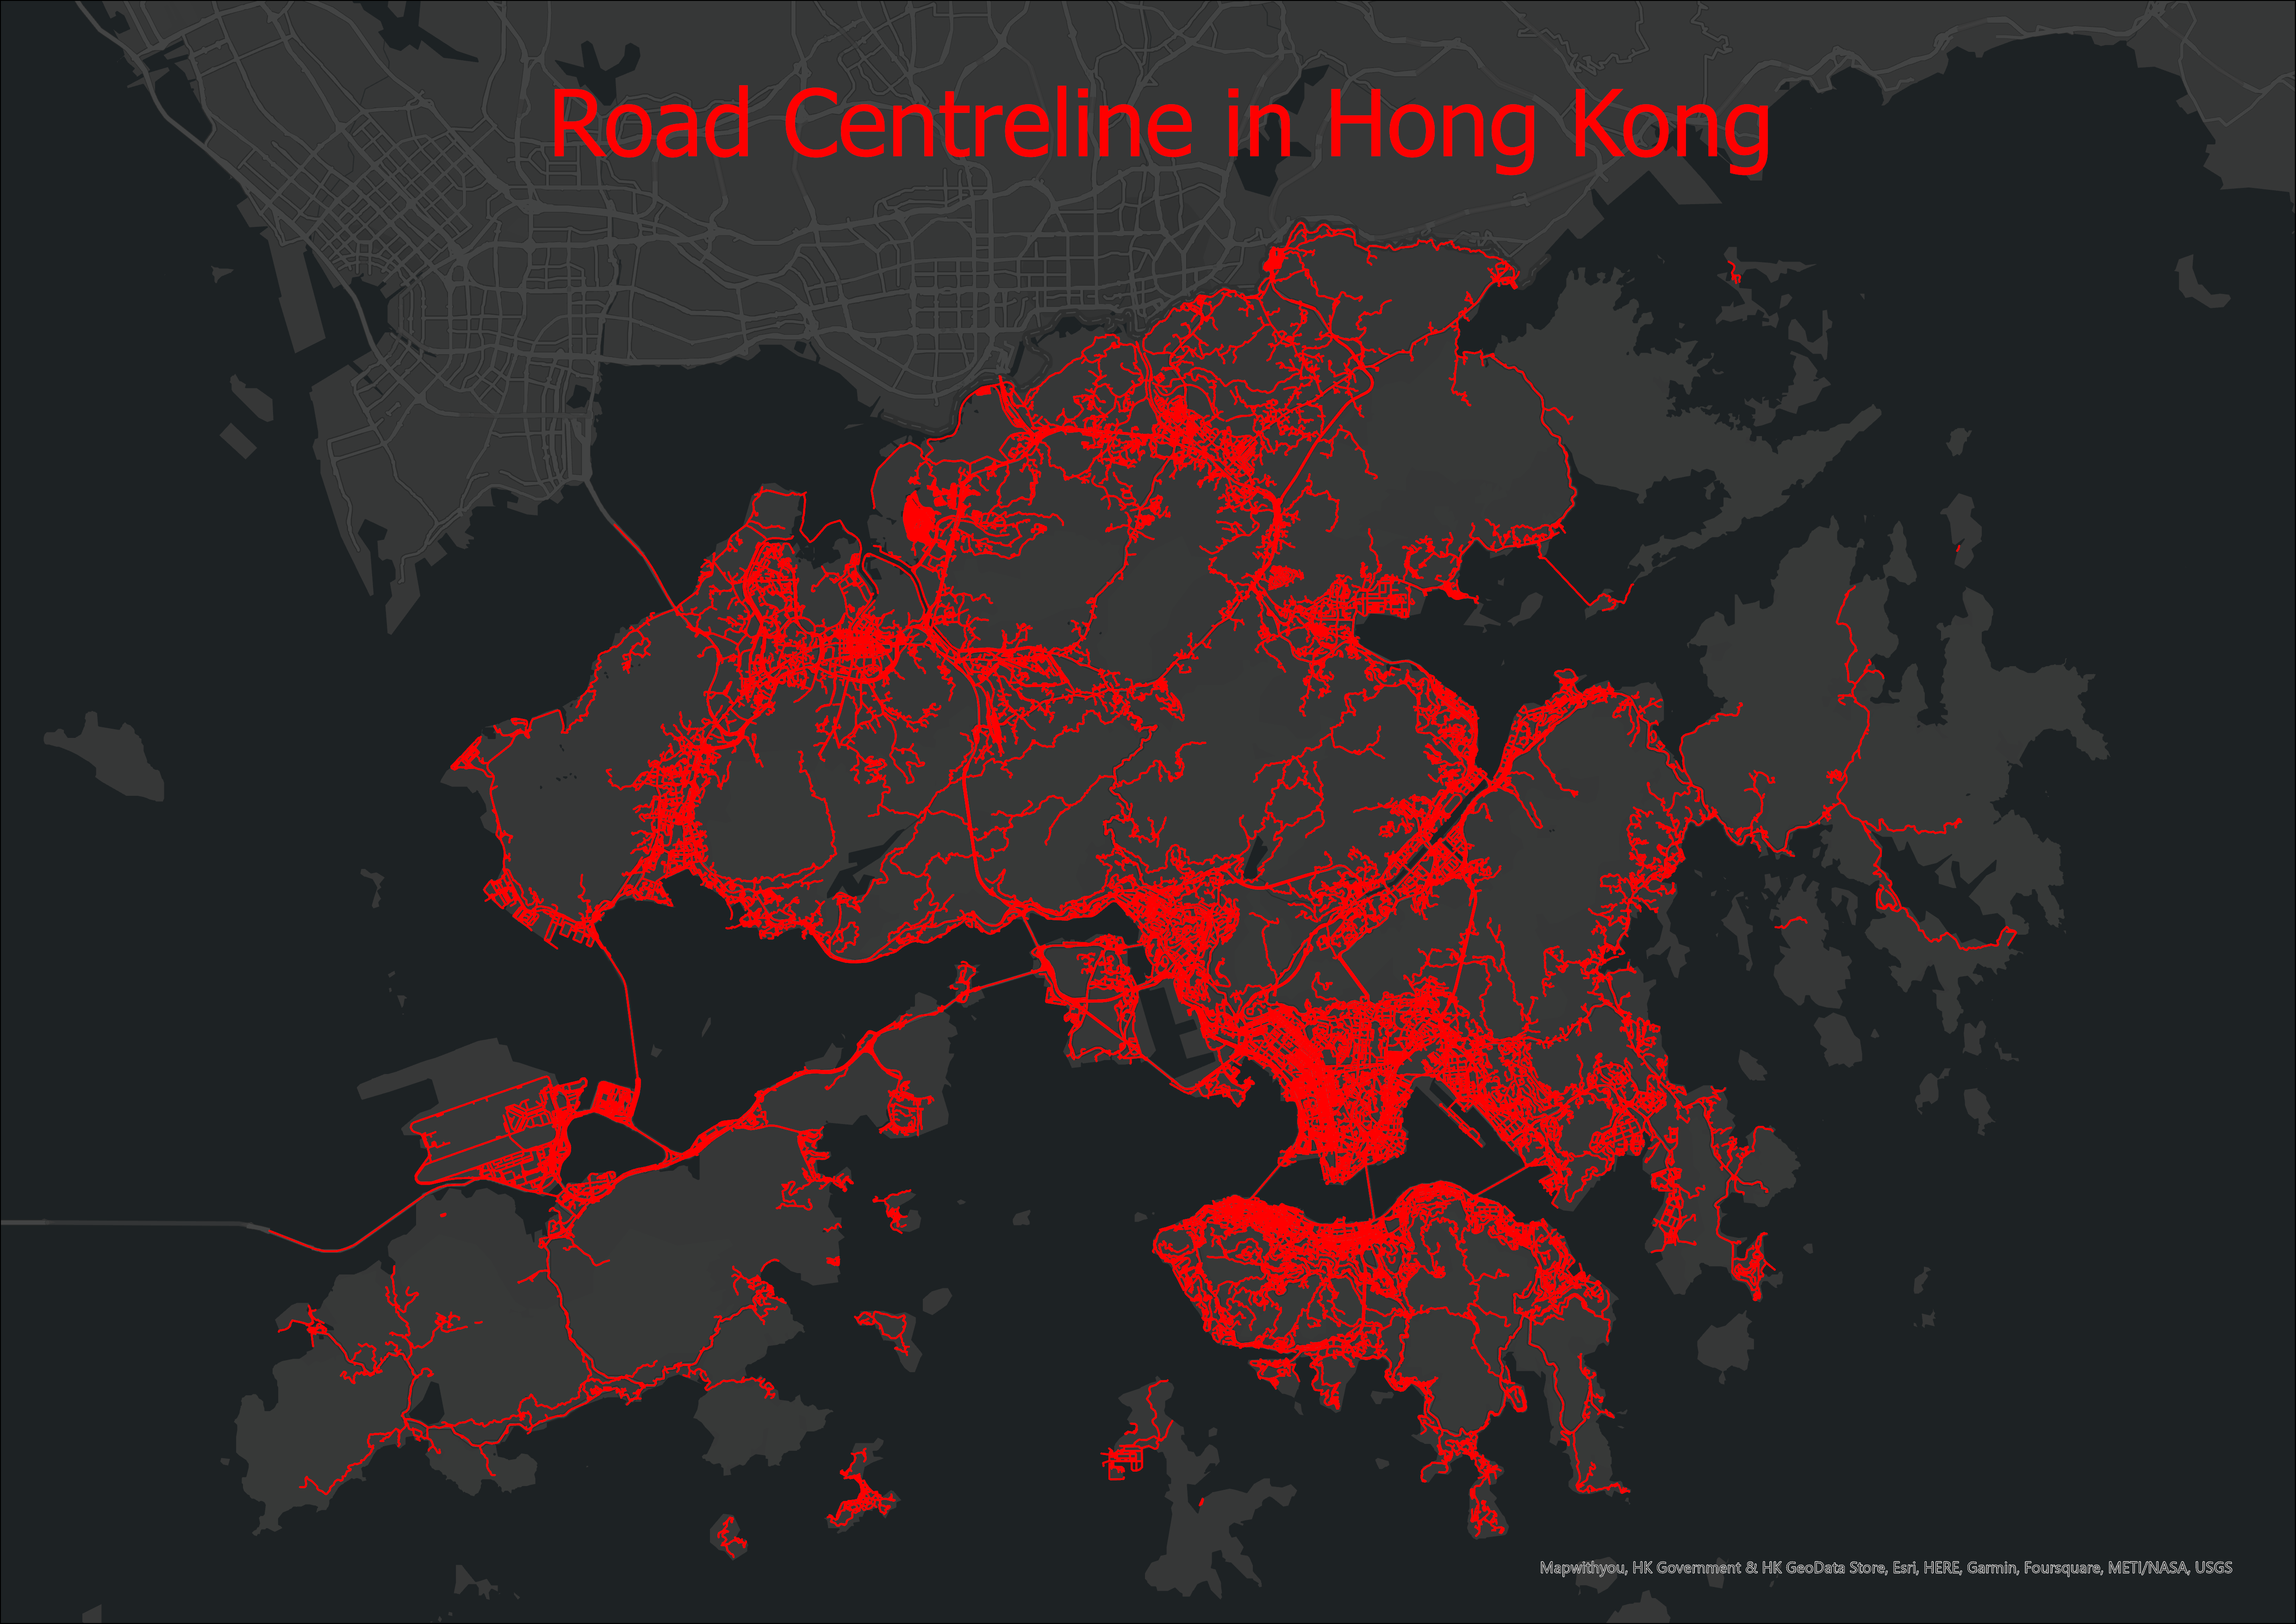 Road Centreline in Hong Kong
Mapwithyou, HK Government & HK GeoData Store, Esri, HERE, Garmin, Foursquare, METI/NASA, USGS